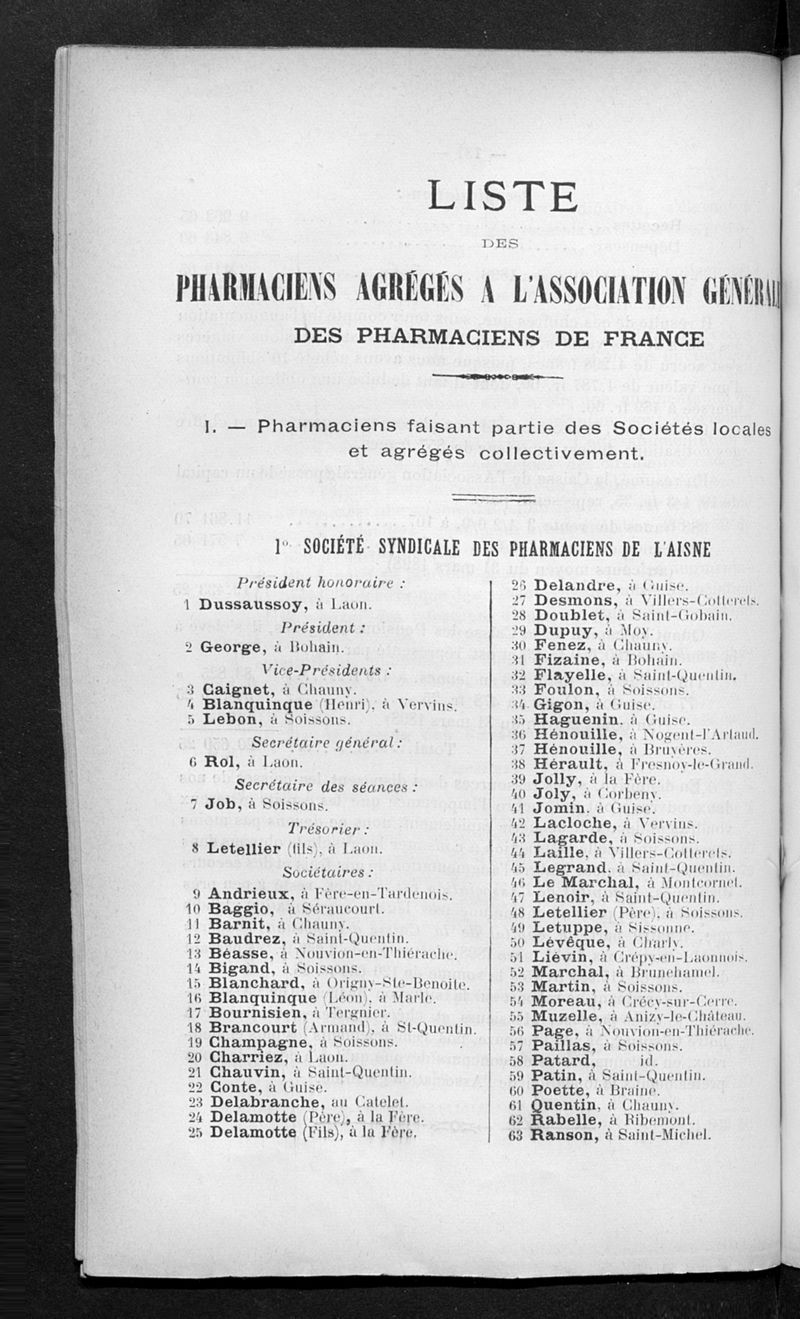 LISTE
DES
PHARMACIENS AGRÉGÉS A L'ASSOCIATION GÉNÉRALE
DES PHARMACIENS DE FRANCE
I. — Pharmaciens faisant partie des Sociétés locales
et agrégés collectivement.
1° SOCIÉTÉ SYNDICALE DES PHARMACIENS DE L'AISNE
Président honoraire :
1 Dussaussoy, à Laon.
Président :
2 George, à Bohain.
Vice-Présidents :
3 Caignet, à Chauny.
4 Blanquinque (Henri), à Vervins.
5 Lebon, à Soissons.
Secrétaire général :
6 Rol, à Laon.
Secrétaire des séances :
7 Job, à Soissons.
Trésorier :
8 Letellier (fils), à Laon.
Sociétaires :
9 Andrieux, à Fère-en-Tardenois.
10 Baggio, à Séraucourt.
11 Barnit, à Chauny.
12 Baudrez, à Saint-Quentin.
13 Béasse, à Nouvion-en-Thiérache.
14 Bigand, à Soissons.
15 Blanchard, à Origny-Ste-Benoite.
16 Blanquinque (Léon), à Marle.
17 Bournisien, à Tergnier.
18 Brancourt (Armand), à St-Quentin.
19 Champagne, à Soissons.
20 Charriez, à Laon.
21 Chauvin, à Saint-Quentin.
22 Conte, à Guise.
23 Delabranche, au Catelet.
24 Delamotte (Père), à la Fère.
25 Delamotte (Fils), à la Fère.
26 Delandre, à Guise.
27 Desmons, à Villers-Cotterets.
28 Doublet, à Saint-Gobain.
29 Dupuy, à Moy.
30 Fenez, à Chauny.
31 Fizaine, à Bohain.
32 Flayelle, à Saint-Quentin.
33 Foulon, à Soissons.
34 Gigon, à Guise.
35 Haguenin, à Guise.
36 Hénouille, à Nogent-l'Artaud.
37 Hénouille, à Bruyères.
38 Hérault, à Fresnoy-le-Grand.
39 Jolly, à la Fère.
40 Joly, à Corbeny.
41 Jomin, à Guise.
42 Lacloche, à Vervins.
43 Lagarde, à Soissons.
44 Laille, à Villers-Cotterets.
45 Legrand, à Saint-Quentin.
46 Le Marchal, à Montcornet.
47 Lenoir, à Saint-Quentin.
48 Letellier (Père), à Soissons.
49 Letuppe, à Sissonne.
50 Lévêque, à Charly.
51 Liévin, à Crépy-en-Laonnois.
52 Marchal, à Brunehamel.
53 Martin, à Soissons.
54 Moreau, à Crécy-sur-Cerre.
55 Muzelle, à Anizy-le-Château.
56 Page, à Nouvion-en-Thiérache.
57 Paillas, à Soissons.
58 Patard, id.
59 Patin, à Saint-Quentin.
60 Poette, à Braine.
61 Quentin, à Chauny.
62 Rabelle, à Ribemont.
63 Ranson, à Saint-Michel.